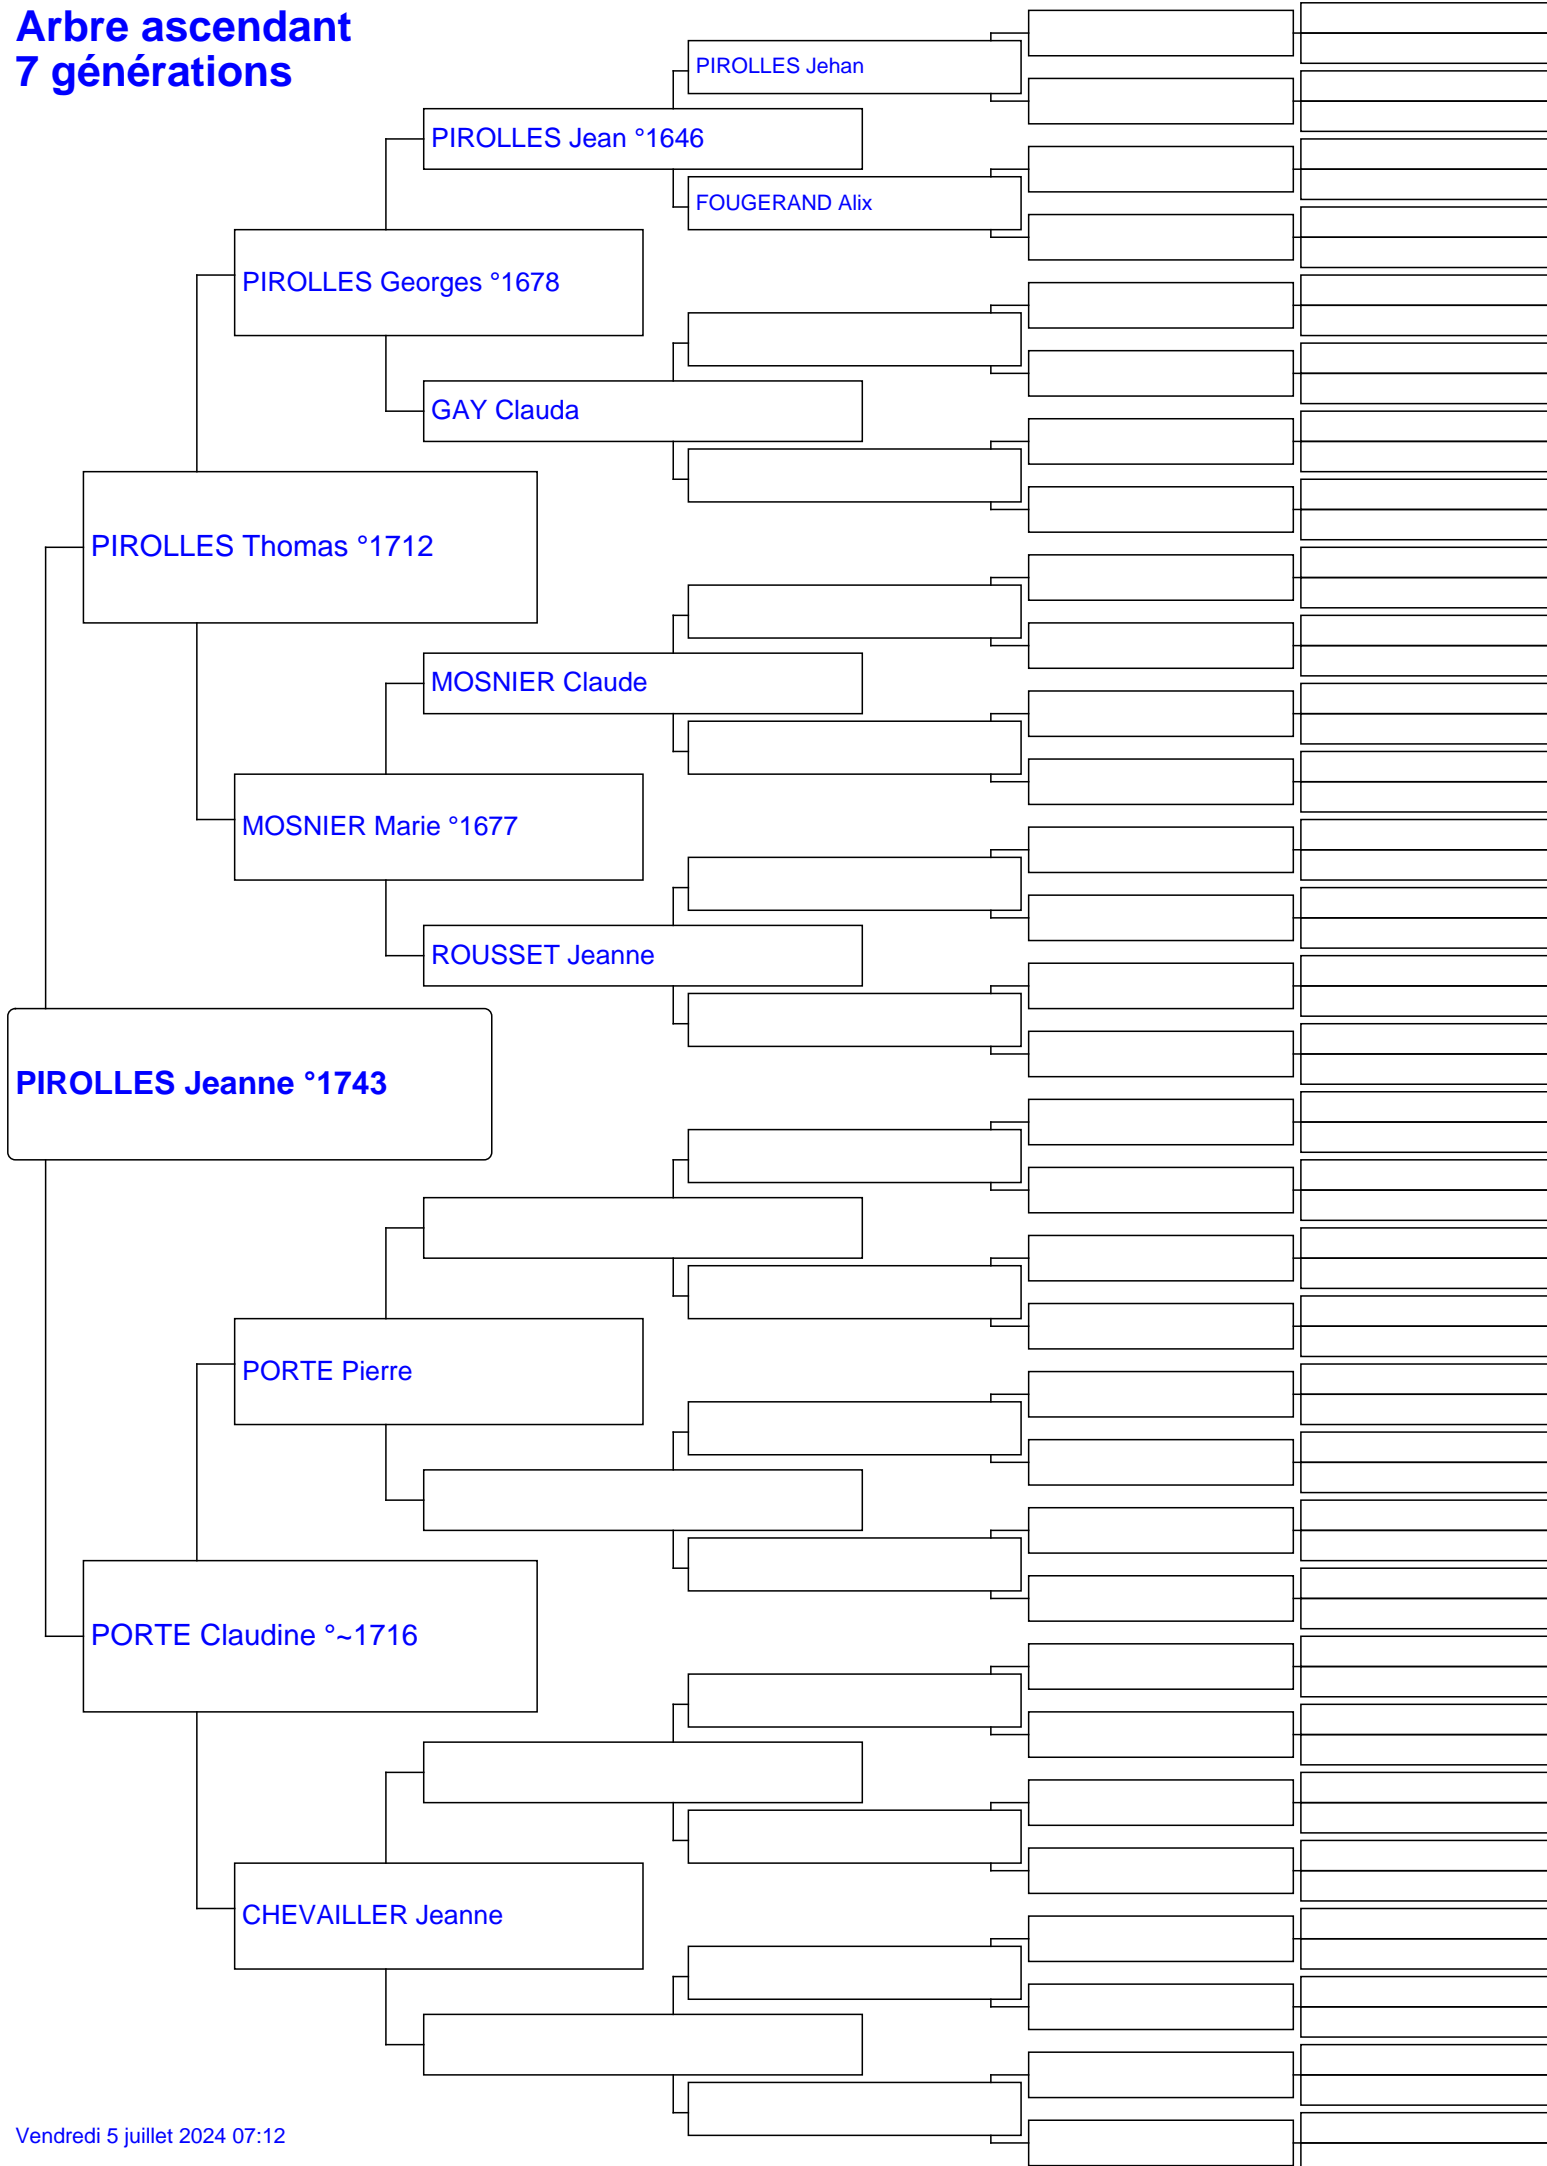 Arbre ascendant
7 générations
PIROLLES Jehan
PIROLLES Jean °1646
FOUGERAND Alix
PIROLLES Georges °1678
GAY Clauda
PIROLLES Thomas °1712
MOSNIER Claude
MOSNIER Marie °1677
ROUSSET Jeanne
PIROLLES Jeanne °1743
PORTE Pierre
PORTE Claudine °~1716
CHEVAILLER Jeanne
Vendredi 5 juillet 2024 07:12